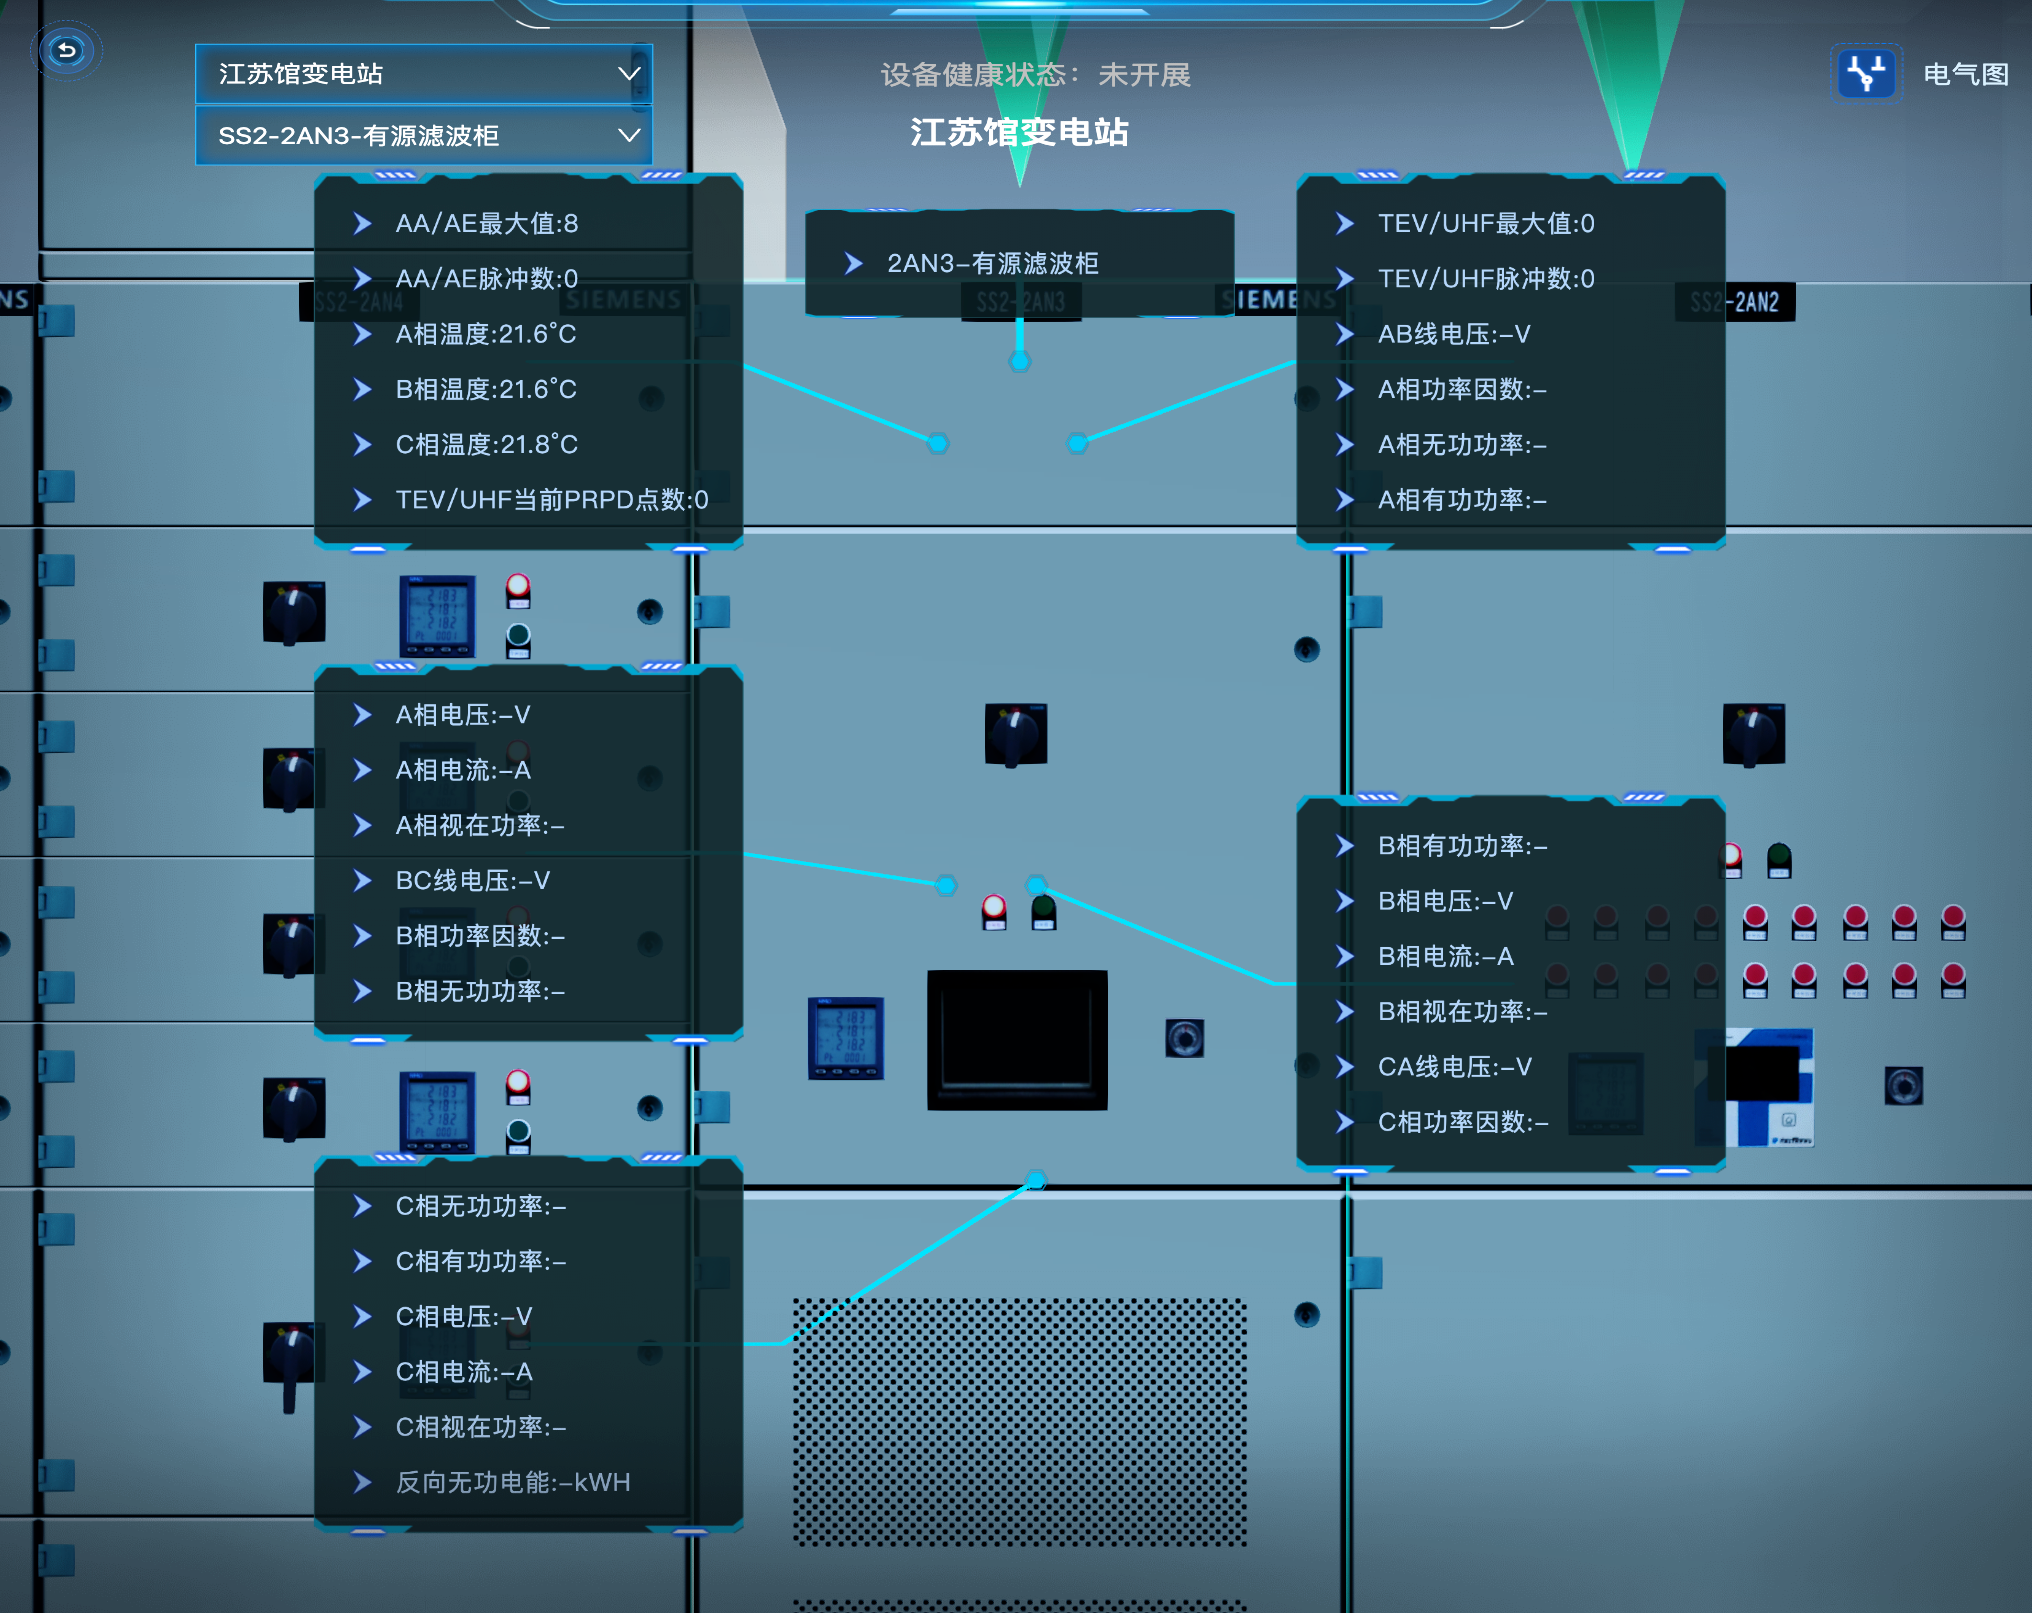 江苏馆变电站
SS2-2AN3-有源滤波柜
设备健康状态：未开展
江苏馆变电站
电气图
AA/AE最大值:8
AA/AE脉冲数:0
A相温度:21.6°C
B相温度:21.6°C
C相温度:21.8°C
TEV/UHF当前PRPD点数:0
2AN3-有源滤波柜
TEV/UHF最大值:0
TEV/UHF脉冲数:0
AB线电压:-V
A相功率因数:-
A相无功功率:-
A相有功功率:-
NS
SS2-2AN4
SIEMENS
SS2-2AN3
SIEMENS
SS2-2AN2
A相电压:-V
A相电流:-A
A相视在功率:-
BC线电压:-V
B相功率因数:-
B相无功功率:-
B相有功功率:-
B相电压:-V
B相电流:-A
B相视在功率:-
CA线电压:-V
C相功率因数:-
C相无功功率:-
C相有功功率:-
C相电压:-V
C相电流:-A
C相视在功率:-
反向无功电能:-kWH